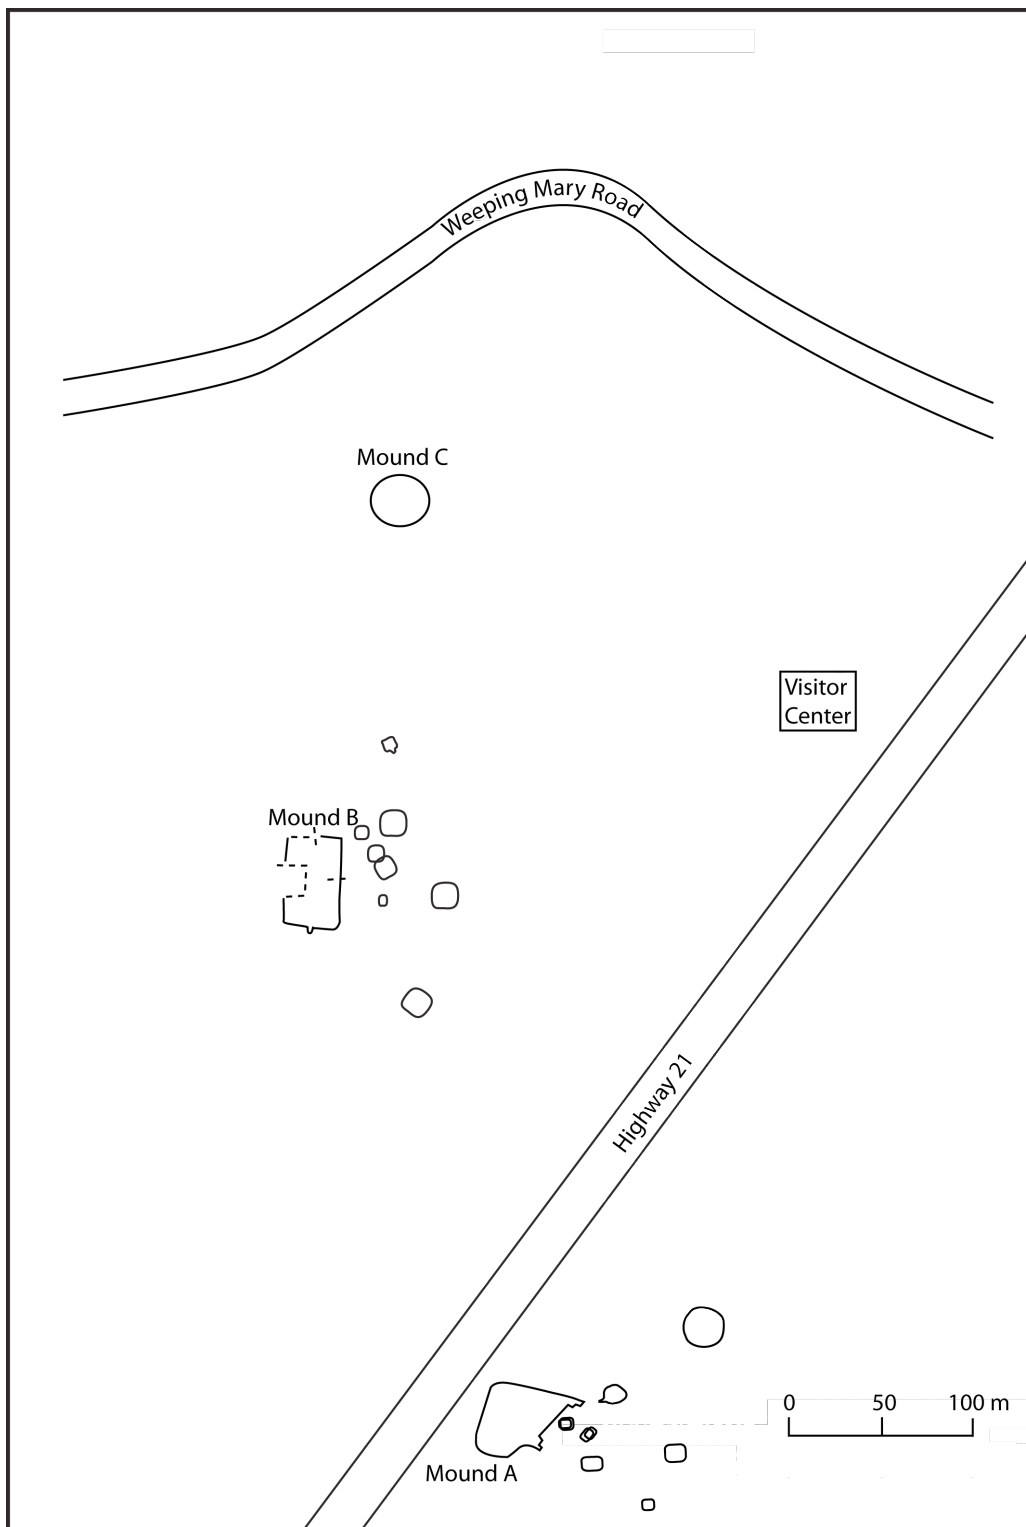 Weeping Mary Road
Mound C
Visitor
Center
Mound B
Highway 21
0 50 100 m
Mound A